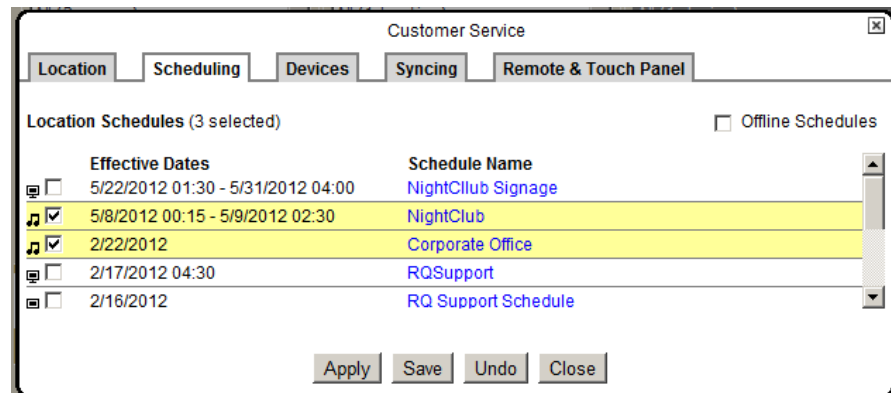 Customer Service
Location Scheduling Devices Syncing Remote & Touch Panel
Location Schedules (3 selected) Offline Schedules
Effective Dates Schedule Name
5/22/2012 01:30 - 5/31/2012 04:00 NightCllub Signage
5/8/2012 00:15 - 5/9/2012 02:30 NightClub
2/22/2012 Corporate Office
2/17/2012 04:30 RQSupport
2/16/2012 RQ Support Schedule
Apply Save Undo Close